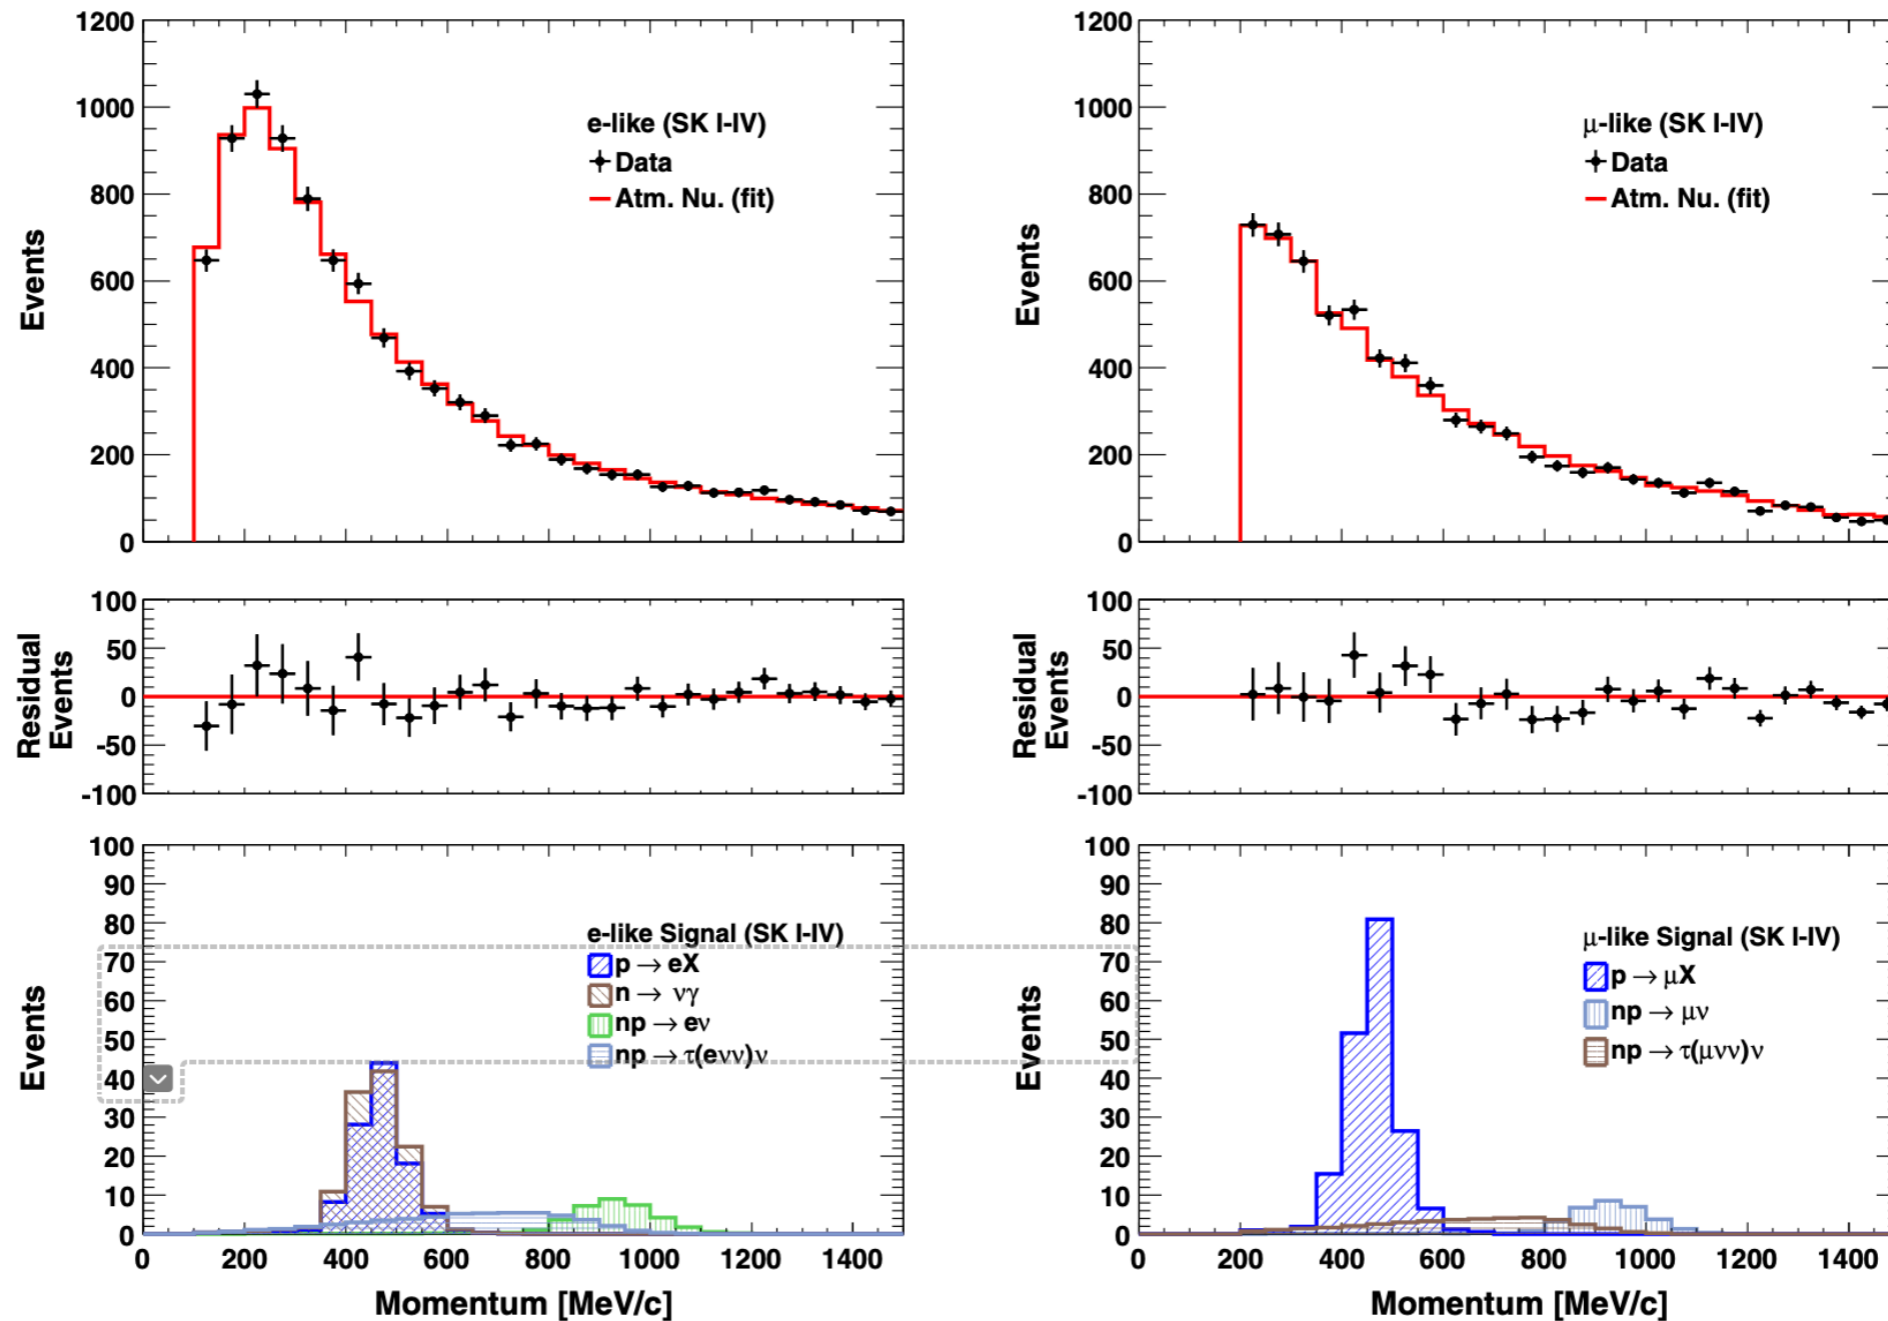 1200
1000
800
600
400
200
0
Events
e-like (SK I-IV)
Data
Atm. Nu. (fit)
1200
1000
800
600
400
200
0
Events
μ-like (SK I-IV)
Data
Atm. Nu. (fit)
100
50
0
-50
-100
Residual
Events
100
50
0
-50
-100
Residual
Events
100
90
80
70
60
50
40
30
20
10
0
Events
e-like Signal (SK I-IV)
p → eX
n → νγ
np → eν
np → τ(eνν)ν
0 200 400 600 800 1000 1200 1400
Momentum [MeV/c]
100
90
80
70
60
50
40
30
20
10
0
Events
μ-like Signal (SK I-IV)
p → μX
np → μν
np → τ(μνν)ν
0 200 400 600 800 1000 1200 1400
Momentum [MeV/c]